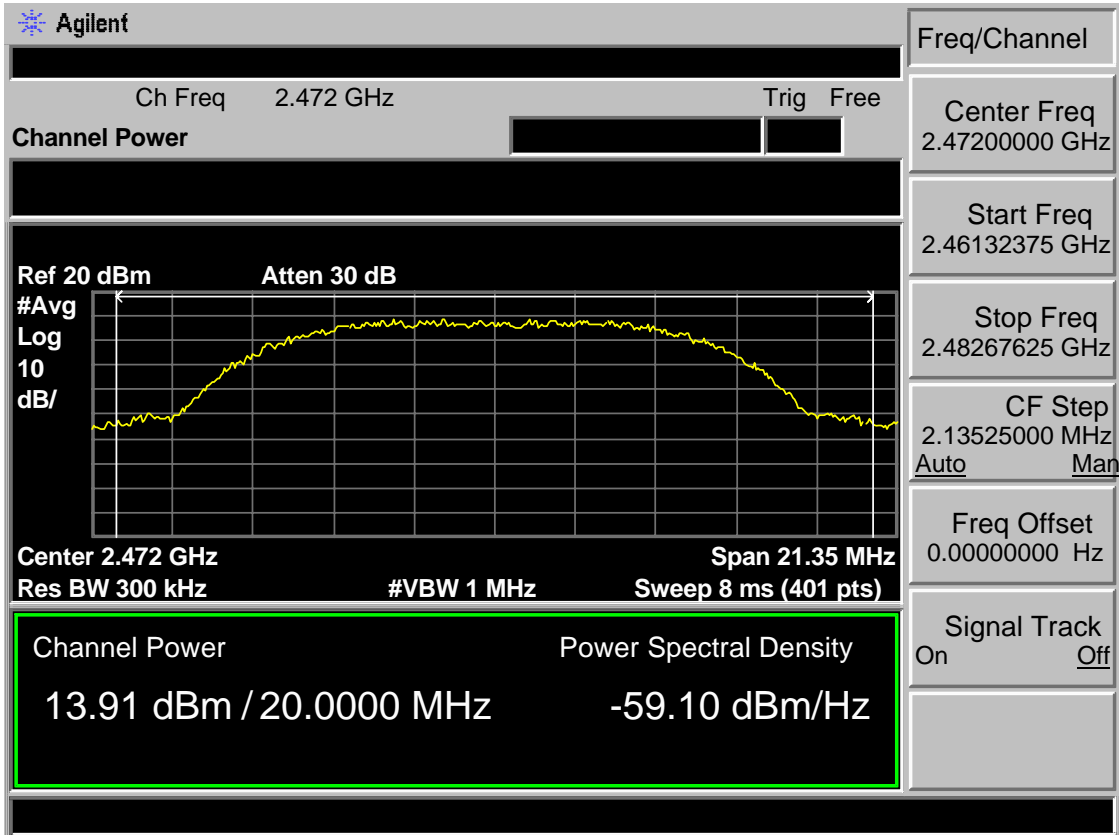 Agilent
Freq/Channel
Ch Freq 2.472 GHz Trig Free
Channel Power
Center Freq
2.47200000 GHz
Start Freq
2.46132375 GHz
Ref 20 dBm Atten 30 dB
#Avg
Log
10
dB/
Stop Freq
2.48267625 GHz
CF Step
2.13525000 MHz
Auto Man
Freq Offset
0.00000000 Hz
Center 2.472 GHz Span 21.35 MHz
Res BW 300 kHz #VBW 1 MHz Sweep 8 ms (401 pts)
Signal Track
On Off
Channel Power Power Spectral Density
13.91 dBm / 20.0000 MHz -59.10 dBm/Hz